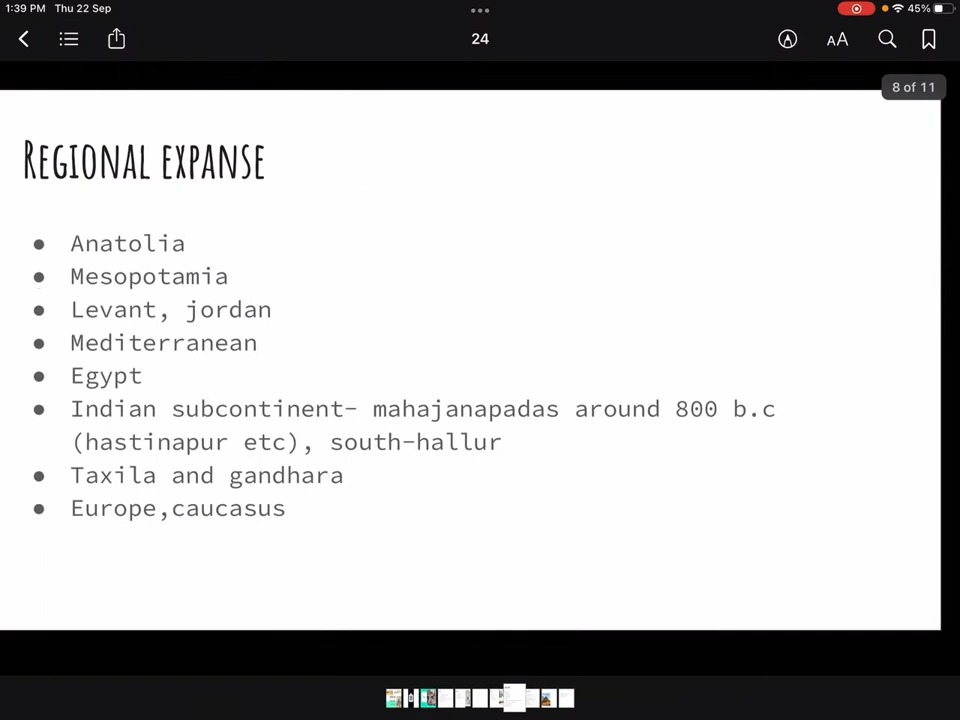 1:39 PM Thu 22 Sep
45%
24
AA
8 of 11
Regional expanse
● Anatolia
● Mesopotamia
● Levant, jordan
● Mediterranean
● Egypt
● Indian subcontinent- mahajanapadas around 800 b.c
(hastinapur etc), south-hallur
● Taxila and gandhara
● Europe,caucasus